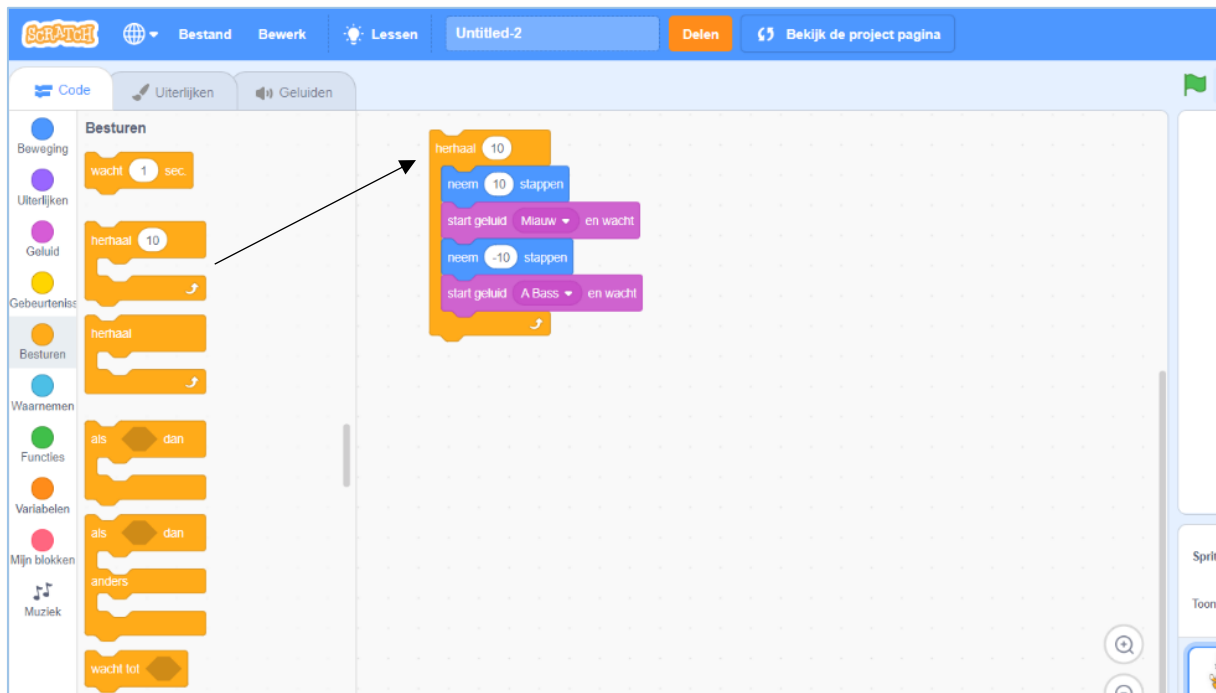 SCRATCH Bestand Bewerk Lessen Untitled-2 Delen Bekijk de project pagina
Code Uiterlijken Geluiden
Beweging
Uiterlijken
Geluid
Gebeurteniss
Besturen
Waarnemen
Functies
Variabelen
Mijn blokken
Muziek
Besturen
wacht 1 sec.
herhaal 10
herhaal
als dan
als dan
anders
wacht tot
herhaal 10
neem 10 stappen
start geluid Miauw en wacht
neem -10 stappen
start geluid A Bass en wacht
Sprit
Toon